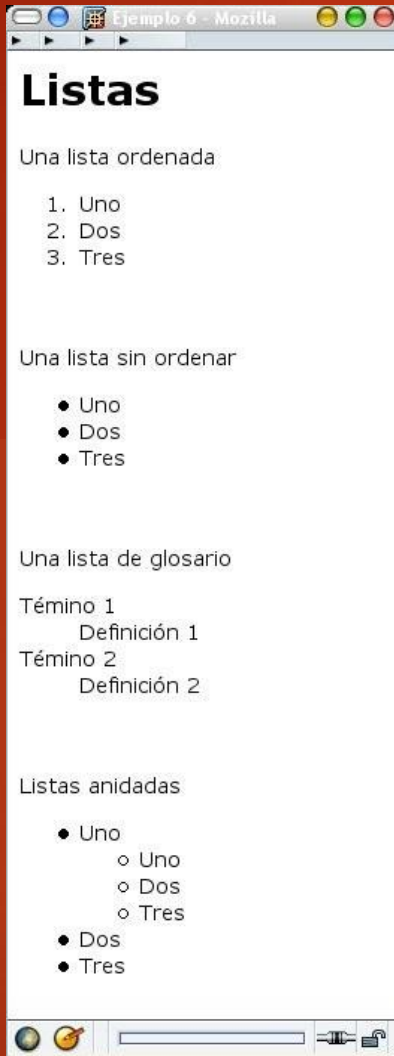 Ejemplo 6 - Mozilla
Listas
Una lista ordenada
1. Uno
2. Dos
3. Tres
Una lista sin ordenar
• Uno
• Dos
• Tres
Una lista de glosario
Témino 1
Definición 1
Témino 2
Definición 2
Listas anidadas
• Uno
○ Uno
○ Dos
○ Tres
• Dos
• Tres